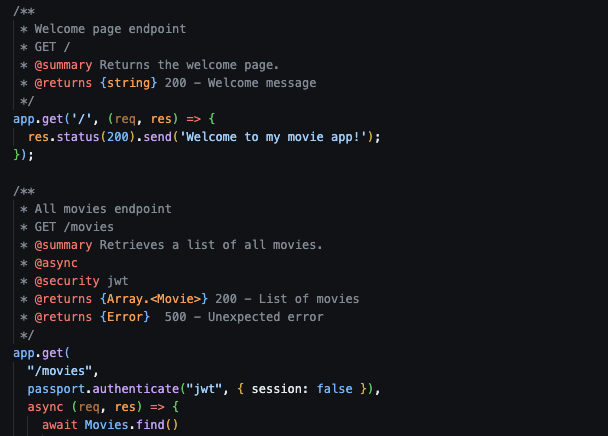 /**
 * Welcome page endpoint
 * GET /
 * @summary Returns the welcome page.
 * @returns {string} 200 - Welcome message
 */
app.get('/', (req, res) => {
  res.status(200).send('Welcome to my movie app!');
});

/**
 * All movies endpoint
 * GET /movies
 * @summary Retrieves a list of all movies.
 * @async
 * @security jwt
 * @returns {Array.<Movie>} 200 - List of movies
 * @returns {Error}  500 - Unexpected error
 */
app.get(
  "/movies",
  passport.authenticate("jwt", { session: false }),
  async (req, res) => {
    await Movies.find()